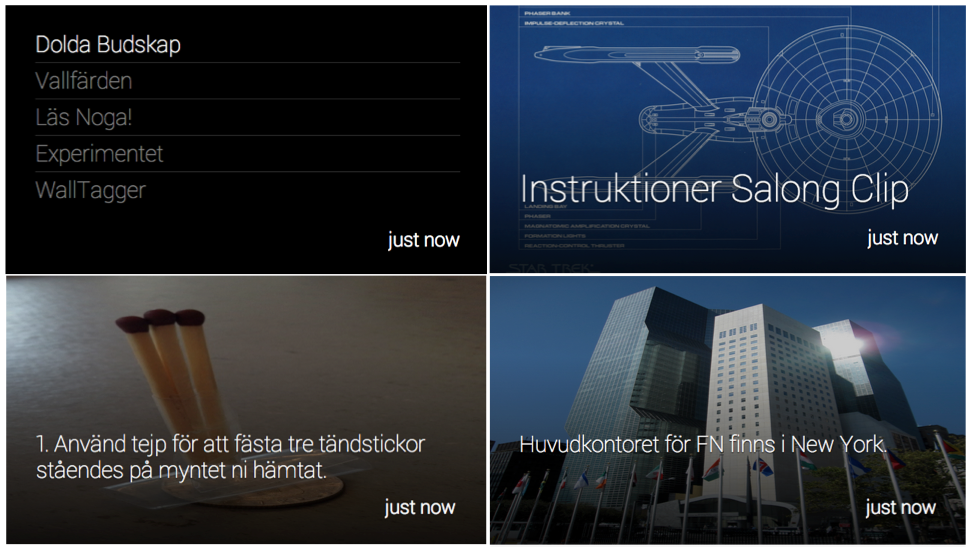 Dolda Budskap
Vallfärden
Läs Noga!
Experimentet
WallTagger
just now
PHASER BANK
IMPULSE-DEFLECTION CRYSTAL
Instruktioner Salong Clip
LANDING BAY
PHASER
MAGNATOMIC AMPLIFICATION CRYSTAL
FORMATION LIGHTS
REACTION-CONTROL THRUSTER
just now
STAR TREK
1. Använd tejp för att fästa tre tändstickor
ståendes på myntet ni hämtat.
just now
Huvudkontoret för FN finns i New York.
just now